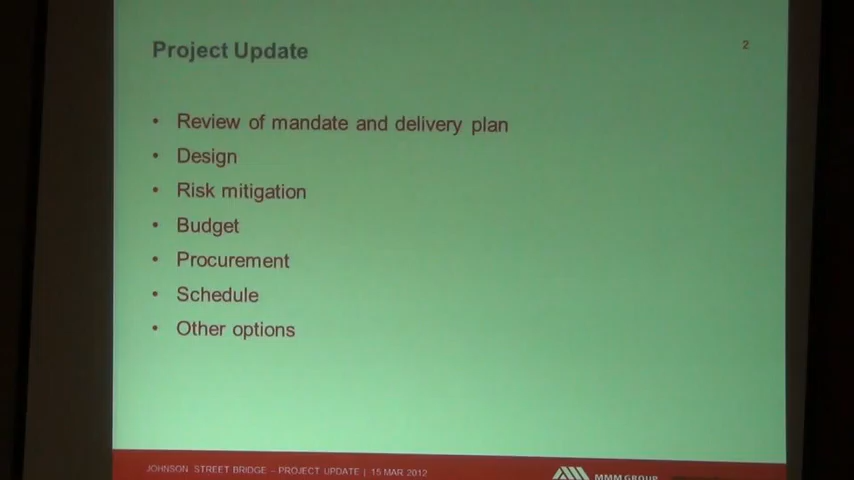 Project Update
2
• Review of mandate and delivery plan
• Design
• Risk mitigation
• Budget
• Procurement
• Schedule
• Other options
JOHNSON STREET BRIDGE – PROJECT UPDATE | 15 MAR 2012
MMM GROUP